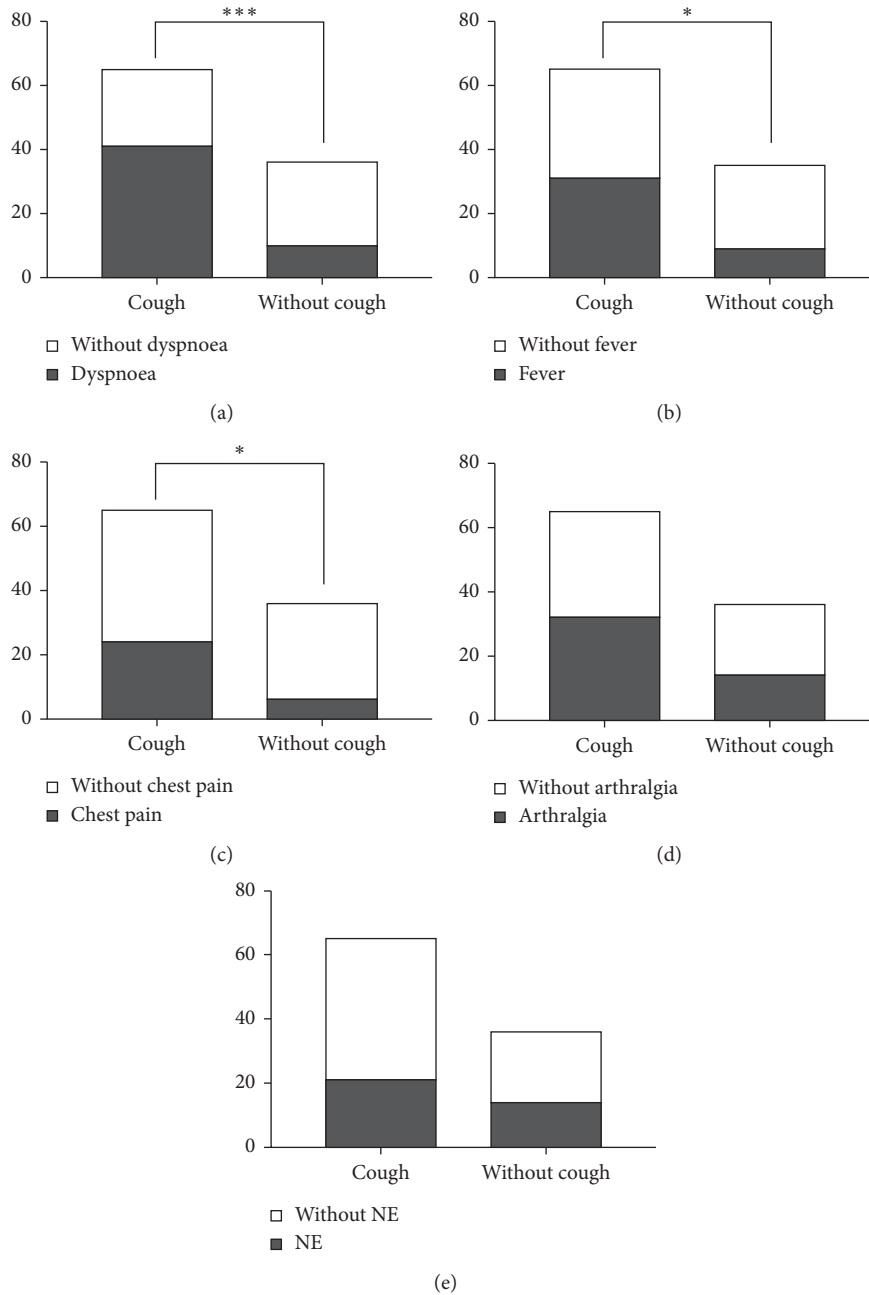 80
60
40
20
0
***
Cough
Without cough
Without dyspnoea
Dyspnoea
(a)
80
60
40
20
0
*
Cough
Without cough
Without fever
Fever
(b)
80
60
40
20
0
*
Cough
Without cough
Without chest pain
Chest pain
(c)
80
60
40
20
0
Cough
Without cough
Without arthralgia
Arthralgia
(d)
80
60
40
20
0
Cough
Without cough
Without NE
NE
(e)